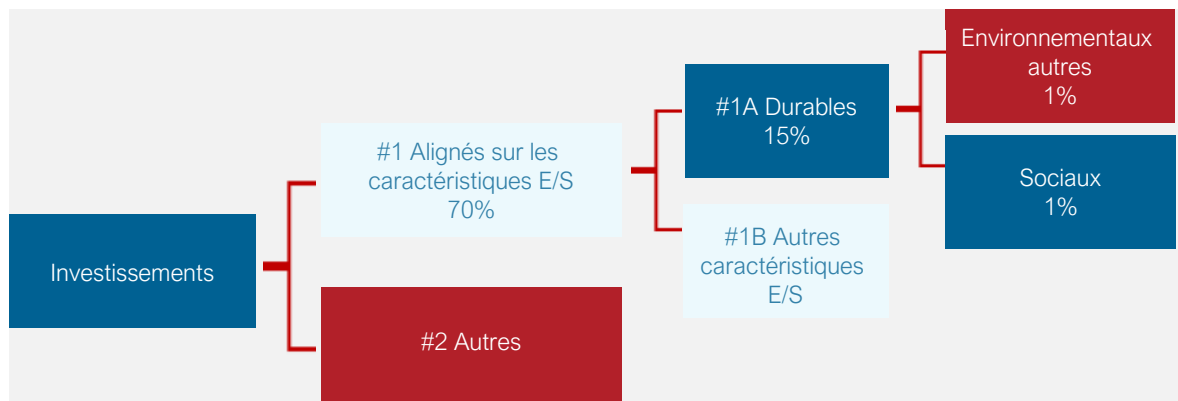 Investissements
#1 Alignés sur les
caractéristiques E/S
70%
#2 Autres
#1A Durables
15%
#1B Autres
caractéristiques
E/S
Environnementaux
autres
1%
Sociaux
1%